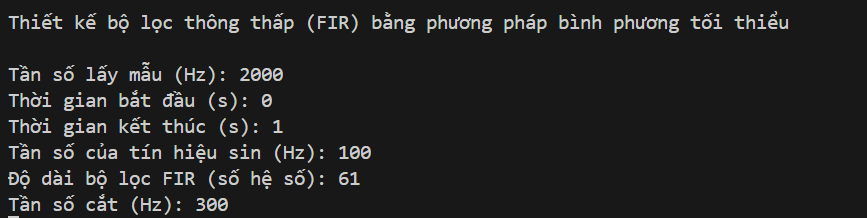 Thiết kế bộ lọc thông thấp (FIR) bằng phương pháp bình phương tối thiểu
Tần số lấy mẫu (Hz): 2000
Thời gian bắt đầu (s): 0
Thời gian kết thúc (s): 1
Tần số của tín hiệu sin (Hz): 100
Độ dài bộ lọc FIR (số hệ số): 61
Tần số cắt (Hz): 300